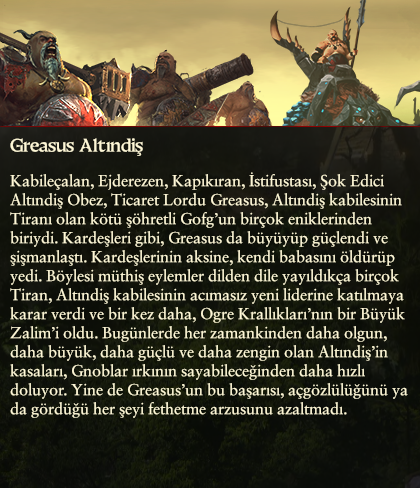 Greasus Altındiş
Kabileçalan, Ejderezen, Kapıkıran, İstifustası, Şok Edici
Altındiş Obez, Ticaret Lordu Greasus, Altındiş kabilesinin
Tiranı olan kötü şöhretli Gofg'un birçok eniklerinden
biriydi. Kardeşleri gibi, Greasus da büyüyüp güçlendi ve
şişmanlaştı. Kardeşlerinin aksine, kendi babasını öldürüp
yedi. Böylesi müthiş eylemler dilden dile yayıldıkça birçok
Tiran, Altındiş kabilesinin acımasız yeni liderine katılmaya
karar verdi ve bir kez daha, Ogre Krallıkları'nın bir Büyük
Zalim'i oldu. Bugünlerde her zamankinden daha olgun,
daha büyük, daha güçlü ve daha zengin olan Altındiş'in
kasaları, Gnoblar ırkının sayabileceğinden daha hızlı
doluyor. Yine de Greasus'un bu başarısı, açgözlülüğünü ya
da gördüğü her şeyi fethetme arzusunu azaltmadı.